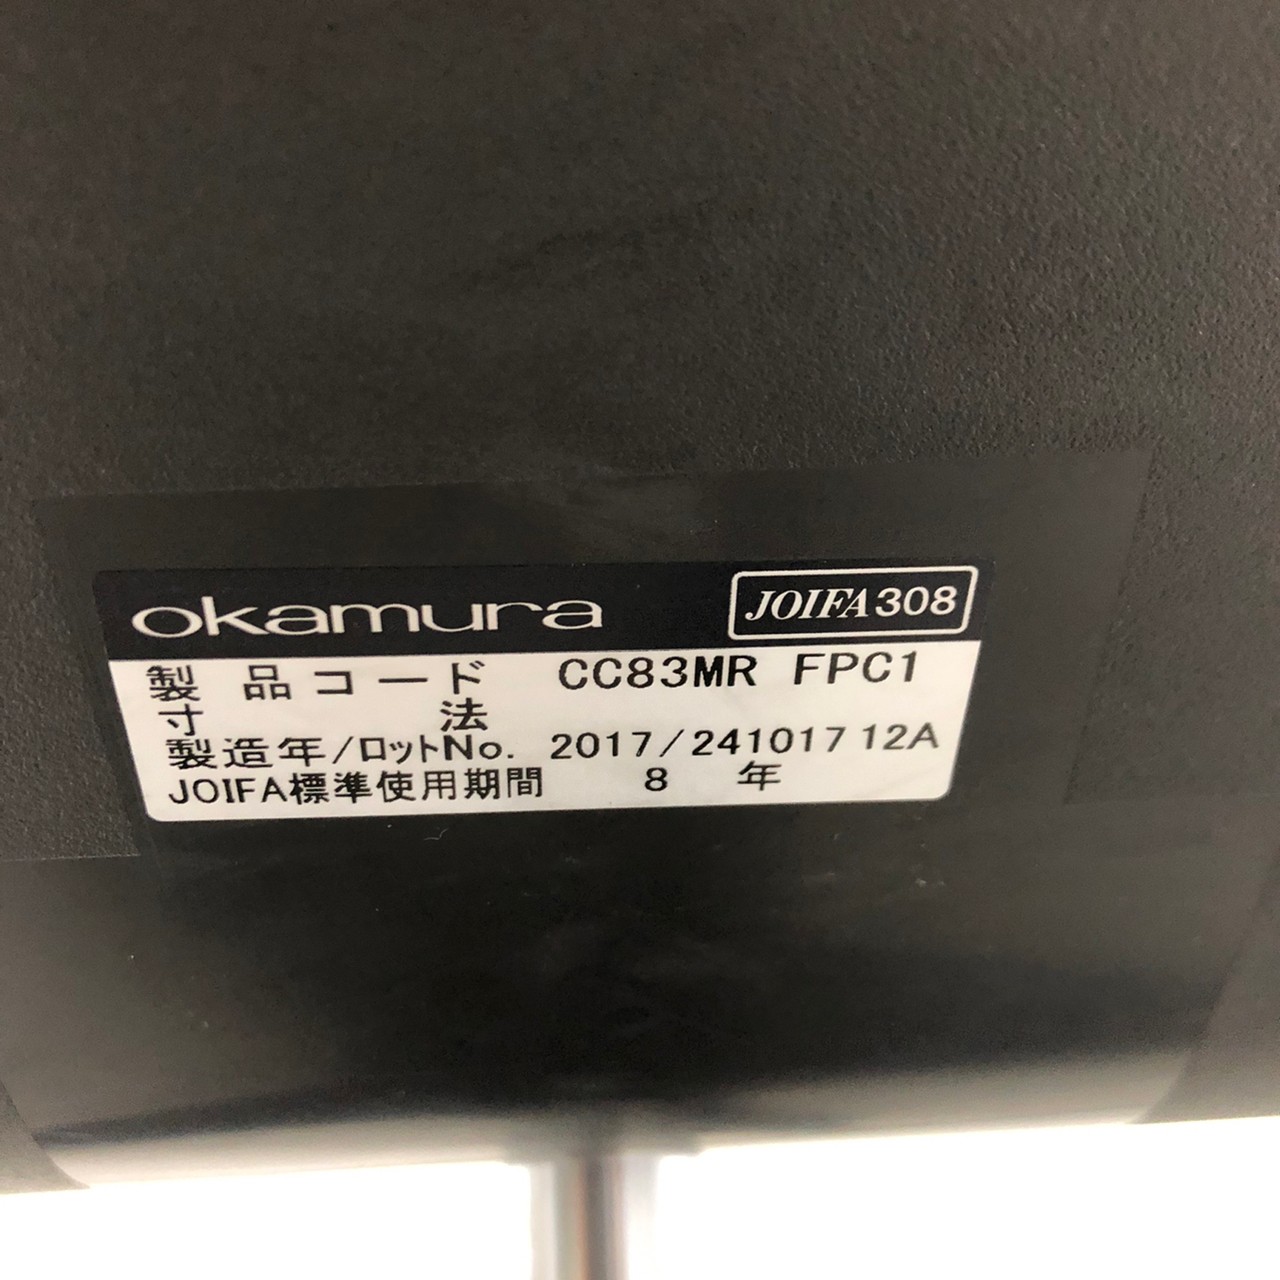 okamura JOIFA308
製品コード CC83MR FPC1
寸法
製造年/ロットNo. 2017/24101712A
JOIFA標準使用期間 8 年